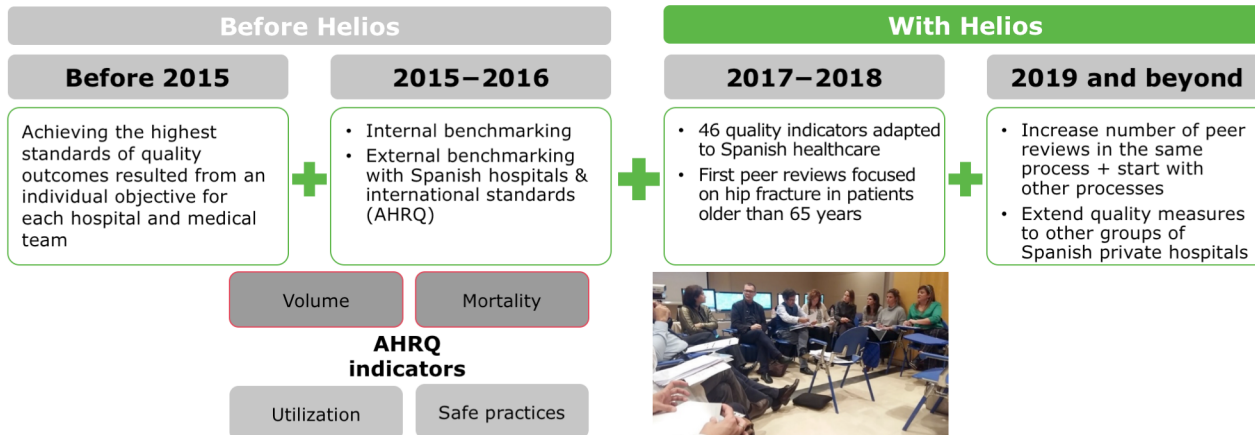 Before Helios
With Helios
Before 2015
2015−2016
2017−2018
2019 and beyond
Achieving the highest
standards of quality
outcomes resulted from an
individual objective for
each hospital and medical
team
• Internal benchmarking
• External benchmarking
with Spanish hospitals &
international standards
(AHRQ)
• 46 quality indicators adapted
to Spanish healthcare
• First peer reviews focused
on hip fracture in patients
older than 65 years
• Increase number of peer
reviews in the same
process + start with
other processes
• Extend quality measures
to other groups of
Spanish private hospitals
Volume
Mortality
AHRQ
indicators
Utilization
Safe practices